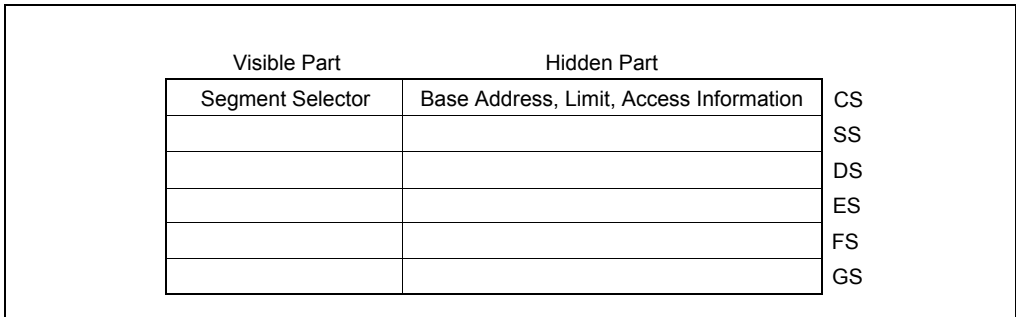 Visible Part Hidden Part
Segment Selector Base Address, Limit, Access Information CS
SS
DS
ES
FS
GS